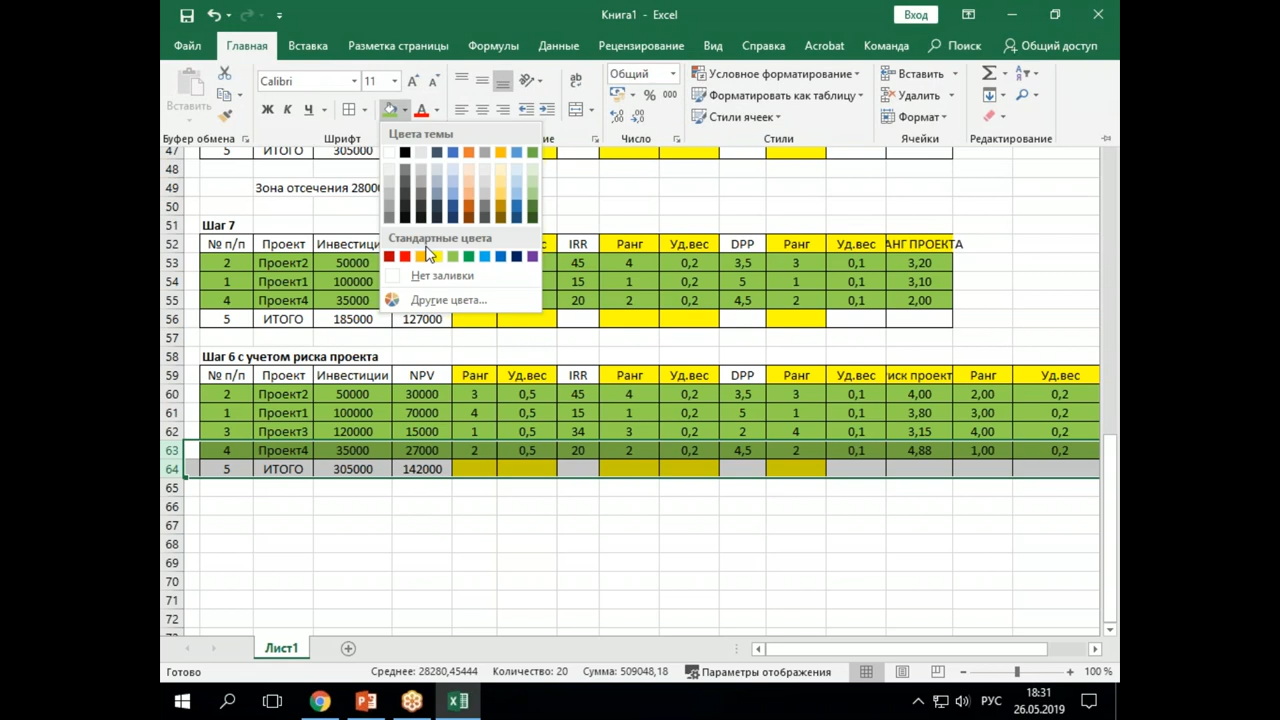 Книга1 - Excel
Вход
Файл Главная Вставка Разметка страницы Формулы Данные Рецензирование Вид Справка Acrobat Команда Поиск Общий доступ
Вставить
Calibri 11
Ж К Ч
Общий
% 000
Условное форматирование
Форматировать как таблицу
Стили ячеек
Вставить
Удалить
Формат
Буфер обмена Шрифт Число Стили Ячейки Редактирование
Цвета темы
Стандартные цвета
Нет заливки
Другие цвета...
47 5 ИТОГО 305000
48
49 Зона отсечения 28000
50
51 Шаг 7
52 № п/п Проект Инвестици IRR Ранг Уд.вес DPP Ранг Уд.вес АНГ ПРОЕКТА
53 2 Проект2 50000 45 4 0,2 3,5 3 0,1 3,20
54 1 Проект1 100000 15 1 0,2 5 1 0,1 3,10
55 4 Проект4 35000 20 2 0,2 4,5 2 0,1 2,00
56 5 ИТОГО 185000 127000
57
58 Шаг 6 с учетом риска проекта
59 № п/п Проект Инвестиции NPV Ранг Уд.вес IRR Ранг Уд.вес DPP Ранг Уд.вес иск проект Ранг Уд.вес
60 2 Проект2 50000 30000 3 0,5 45 4 0,2 3,5 3 0,1 4,00 2,00 0,2
61 1 Проект1 100000 70000 4 0,5 15 1 0,2 5 1 0,1 3,80 3,00 0,2
62 3 Проект3 120000 15000 1 0,5 34 3 0,2 2 4 0,1 3,15 4,00 0,2
63 4 Проект4 35000 27000 2 0,5 20 2 0,2 4,5 2 0,1 4,88 1,00 0,2
64 5 ИТОГО 305000 142000
65
66
67
68
69
70
71
72
Лист1
Готово Среднее: 28280,45444 Количество: 20 Сумма: 509048,18 Параметры отображения 100 %
РУС
18:31
26.05.2019